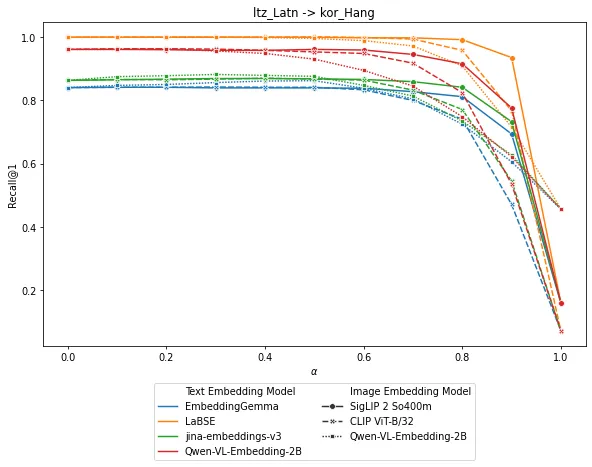 ltz_Latn -> kor_Hang
Recall@1
1.0
0.8
0.6
0.4
0.2
0.0 0.2 0.4 0.6 0.8 1.0
α
Text Embedding Model Image Embedding Model
EmbeddingGemma SigLIP 2 So400m
LaBSE CLIP ViT-B/32
jina-embeddings-v3 Qwen-VL-Embedding-2B
Qwen-VL-Embedding-2B